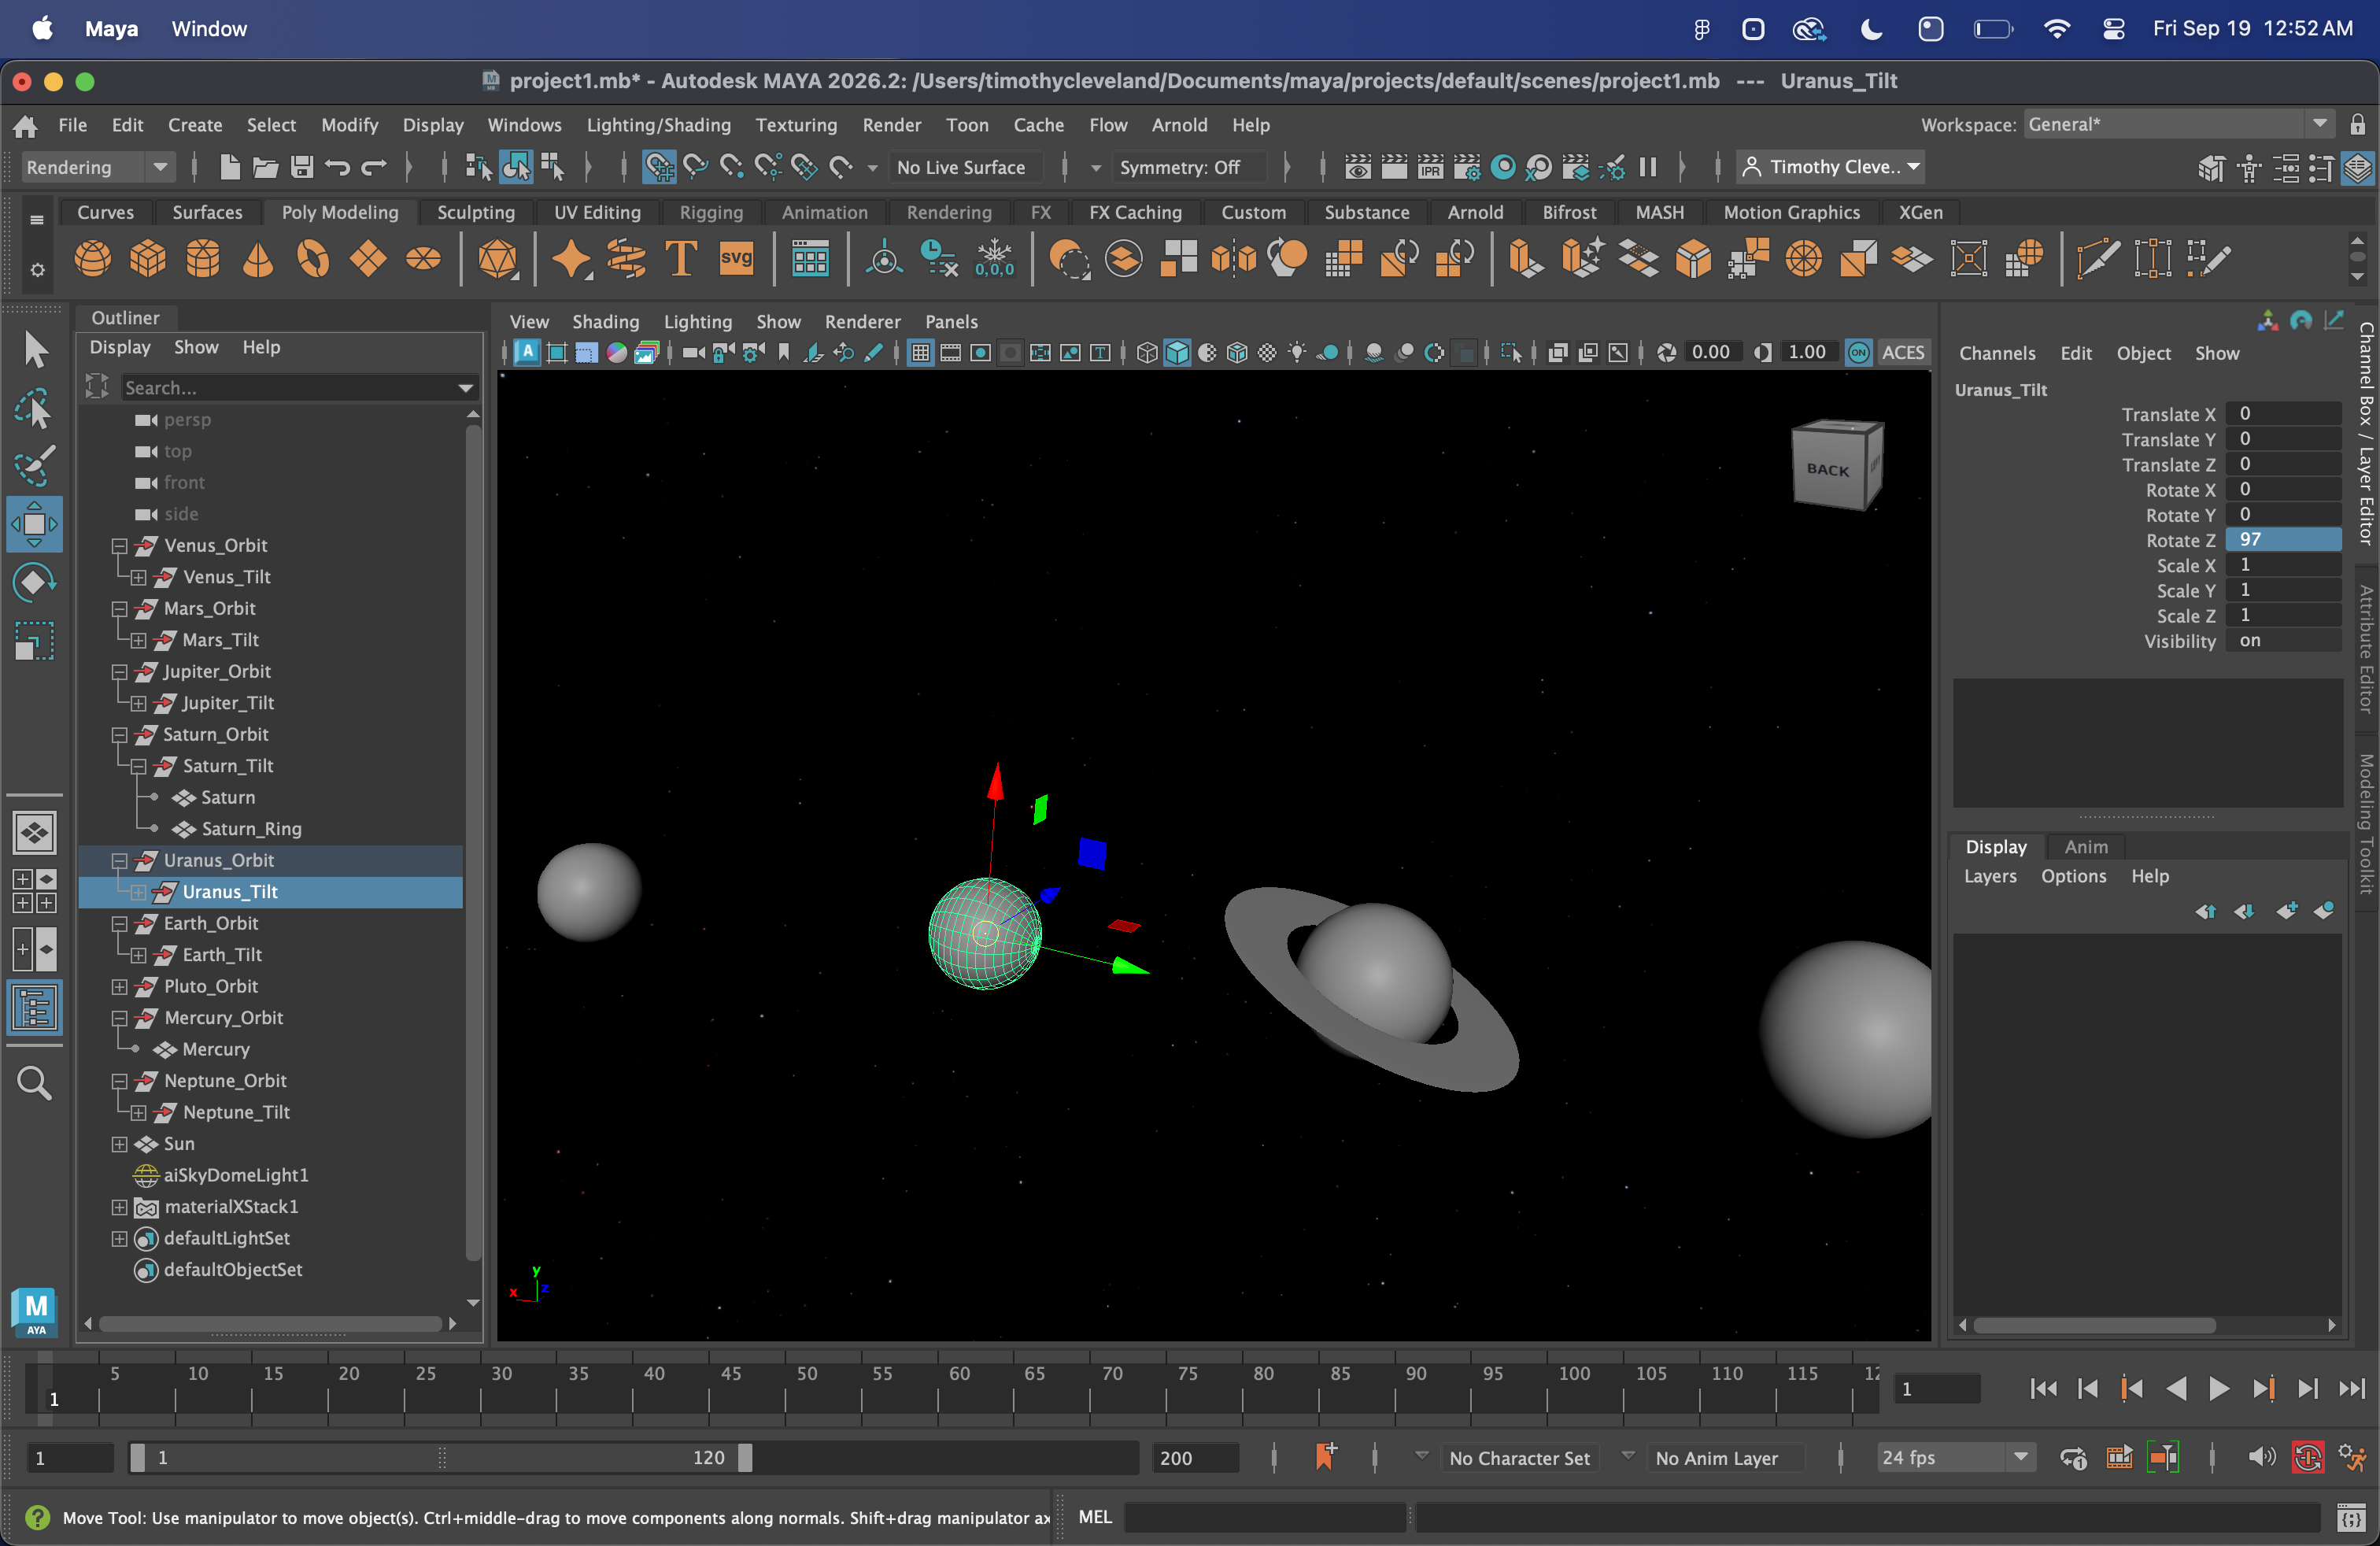 Maya Window Fri Sep 19 12:52 AM
project1.mb* - Autodesk MAYA 2026.2: /Users/timothycleveland/Documents/maya/projects/default/scenes/project1.mb --- Uranus_Tilt
File Edit Create Select Modify Display Windows Lighting/Shading Texturing Render Toon Cache Flow Arnold Help Workspace: General*
Rendering No Live Surface Symmetry: Off IPR Timothy Cleve..
Curves Surfaces Poly Modeling Sculpting UV Editing Rigging Animation Rendering FX FX Caching Custom Substance Arnold Bifrost MASH Motion Graphics XGen
T svg 0,0,0
Outliner
Display Show Help
Search...
persp
top
front
side
Venus_Orbit
Venus_Tilt
Mars_Orbit
Mars_Tilt
Jupiter_Orbit
Jupiter_Tilt
Saturn_Orbit
Saturn_Tilt
Saturn
Saturn_Ring
Uranus_Orbit
Uranus_Tilt
Earth_Orbit
Earth_Tilt
Pluto_Orbit
Mercury_Orbit
Mercury
Neptune_Orbit
Neptune_Tilt
Sun
aiSkyDomeLight1
materialXStack1
defaultLightSet
defaultObjectSet
M
AYA
View Shading Lighting Show Renderer Panels
A T 0.00 1.00 ON ACES
BACK
y
x z
Channels Edit Object Show
Uranus_Tilt
Translate X 0
Translate Y 0
Translate Z 0
Rotate X 0
Rotate Y 0
Rotate Z 97
Scale X 1
Scale Y 1
Scale Z 1
Visibility on
Display Anim
Layers Options Help
Channel Box / Layer Editor
Attribute Editor
Modeling Toolkit
5 10 15 20 25 30 35 40 45 50 55 60 65 70 75 80 85 90 95 100 105 110 115
1 1
1 1 120 200 No Character Set No Anim Layer 24 fps
Move Tool: Use manipulator to move object(s). Ctrl+middle-drag to move components along normals. Shift+drag manipulator ax MEL